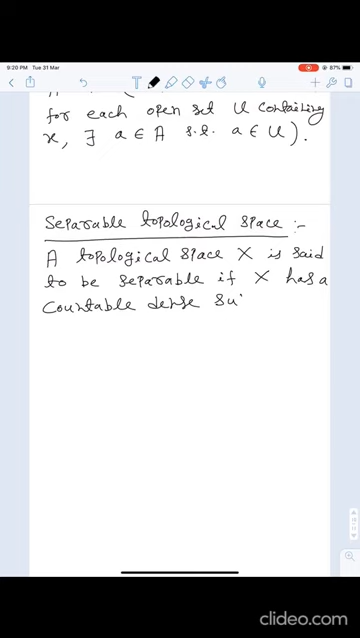 9:20 PM Tue 31 Mar
87%
for each open set U containing
x, ∃ a ∈ A s.t. a ∈ U).
Separable topological space :-
A topological space X is said
to be separable if X has a
countable dense su
clideo.com